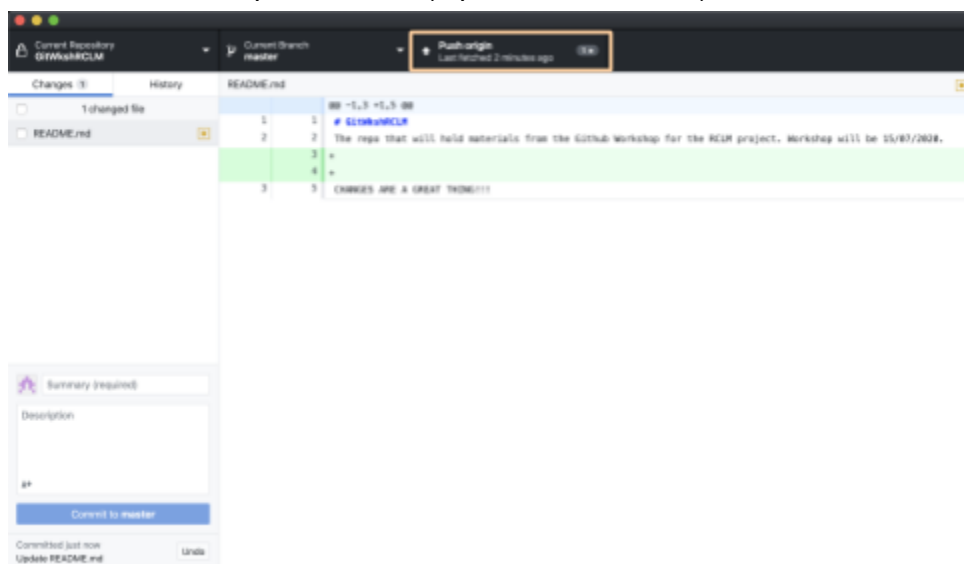 Current Repository
GitWkshRCLM
Current Branch
master
Push origin
Last fetched 2 minutes ago
1
Changes 1
History
README.md
1 changed file
README.md
@@ -1,3 +1,5 @@
1 1 # GitWkshRCLM
2 2 The repo that will hold materials from the Github Workshop for the RCLM project. Workshop will be 15/07/2020.
3 +
4 +
3 5 CHANGES ARE A GREAT THING!!!
Summary (required)
Description
Commit to master
Committed just now
Update README.md
Undo